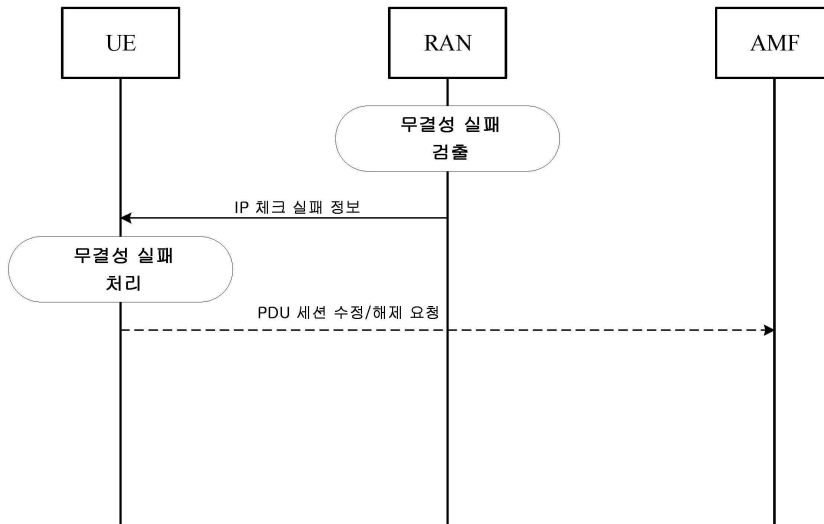 UE
RAN
AMF
무결성 실패
검출
IP 체크 실패 정보
무결성 실패
처리
PDU 세션 수정/해제 요청